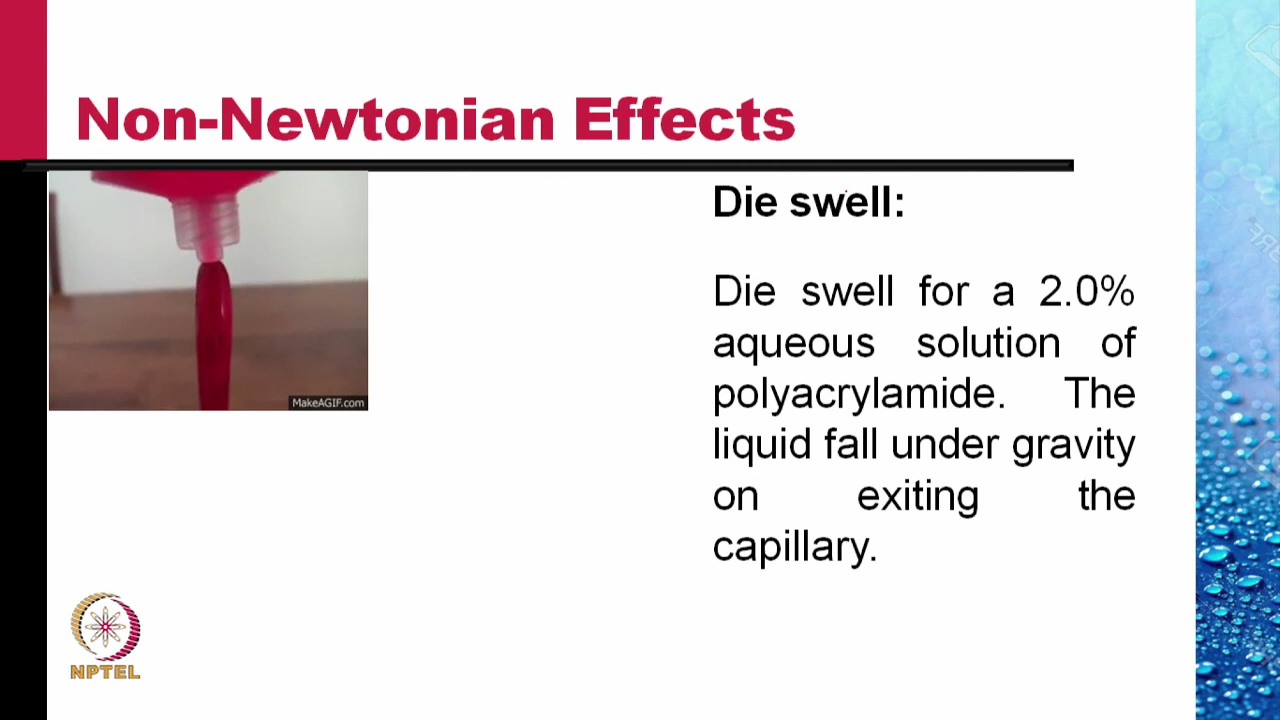 Non-Newtonian Effects
Die swell:
Die swell for a 2.0%
aqueous solution of
polyacrylamide. The
liquid fall under gravity
on exiting the
capillary.
MakeAGIF.com
NPTEL